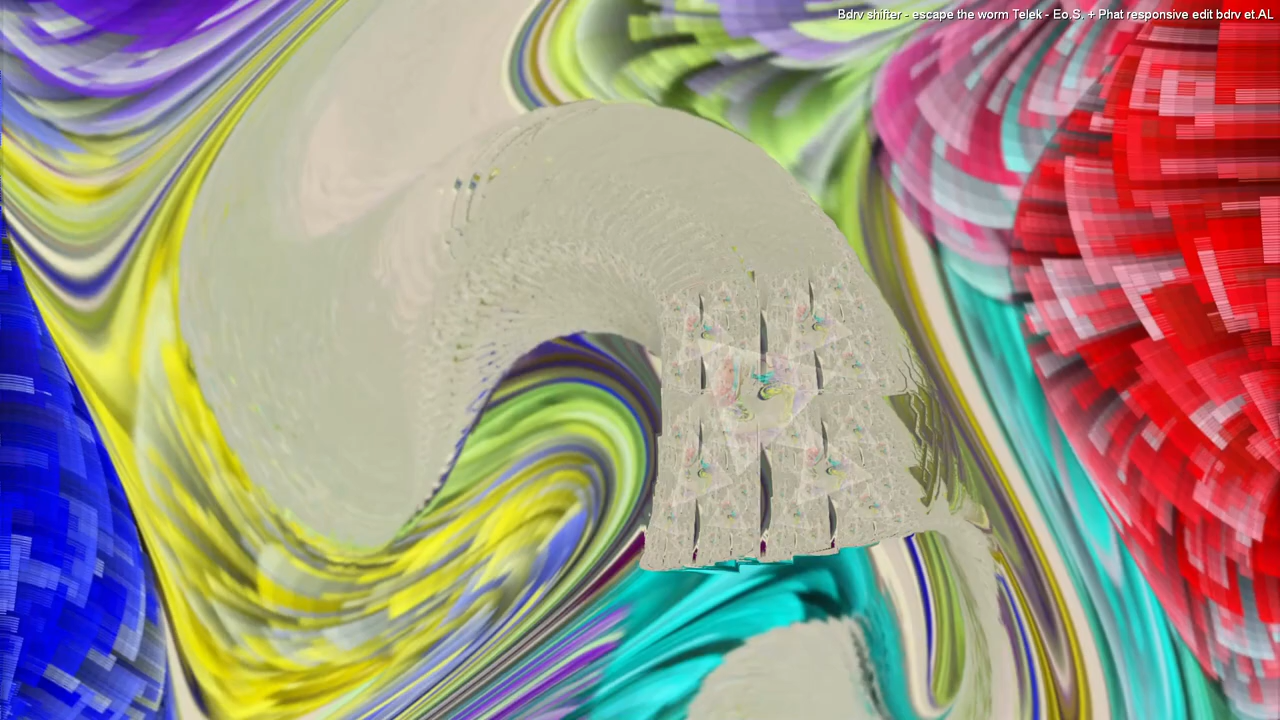 Bdrv shifter - escape the worm Telek - Eo.S. + Phat responsive edit bdrv et.AL